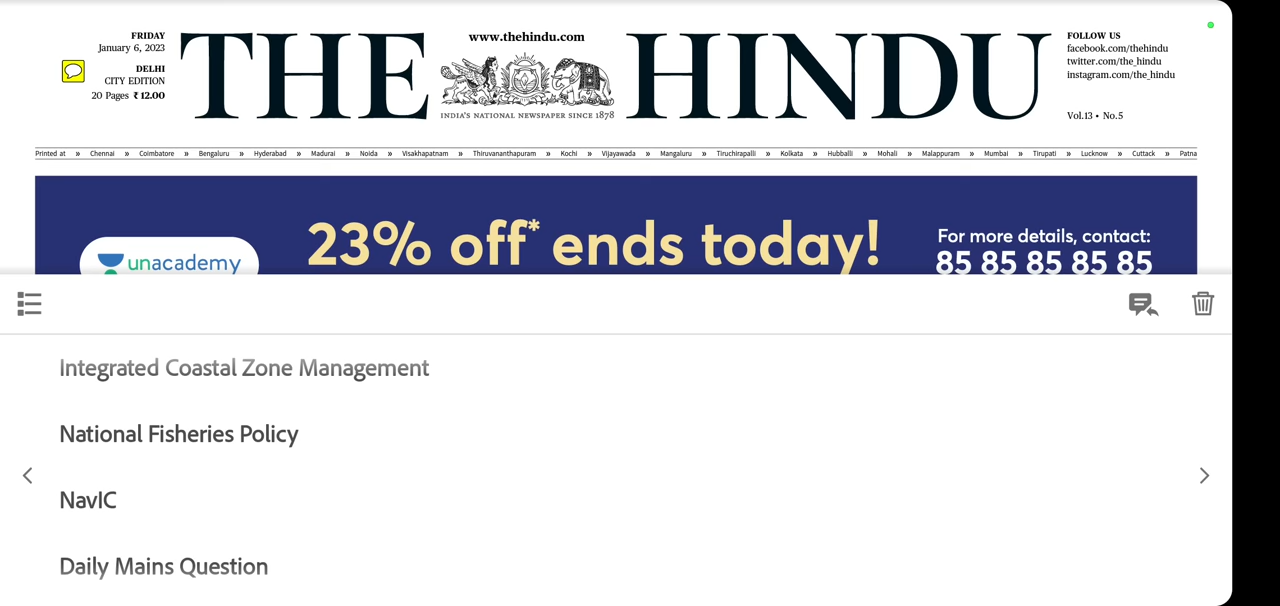 FRIDAY
January 6, 2023
DELHI
CITY EDITION
20 Pages ₹ 12.00
THE HINDU
www.thehindu.com
INDIA'S NATIONAL NEWSPAPER SINCE 1878
FOLLOW US
facebook.com/thehindu
twitter.com/the_hindu
instagram.com/the_hindu
Vol.13 • No.5
Printed at » Chennai » Coimbatore » Bengaluru » Hyderabad » Madurai » Noida » Visakhapatnam » Thiruvananthapuram » Kochi » Vijayawada » Mangaluru » Tiruchirapalli » Kolkata » Hubballi » Mohali » Malappuram » Mumbai » Tirupati » Lucknow » Cuttack » Patna
unacademy
23% off* ends today!
For more details, contact:
85 85 85 85 85
Integrated Coastal Zone Management
National Fisheries Policy
NavIC
Daily Mains Question